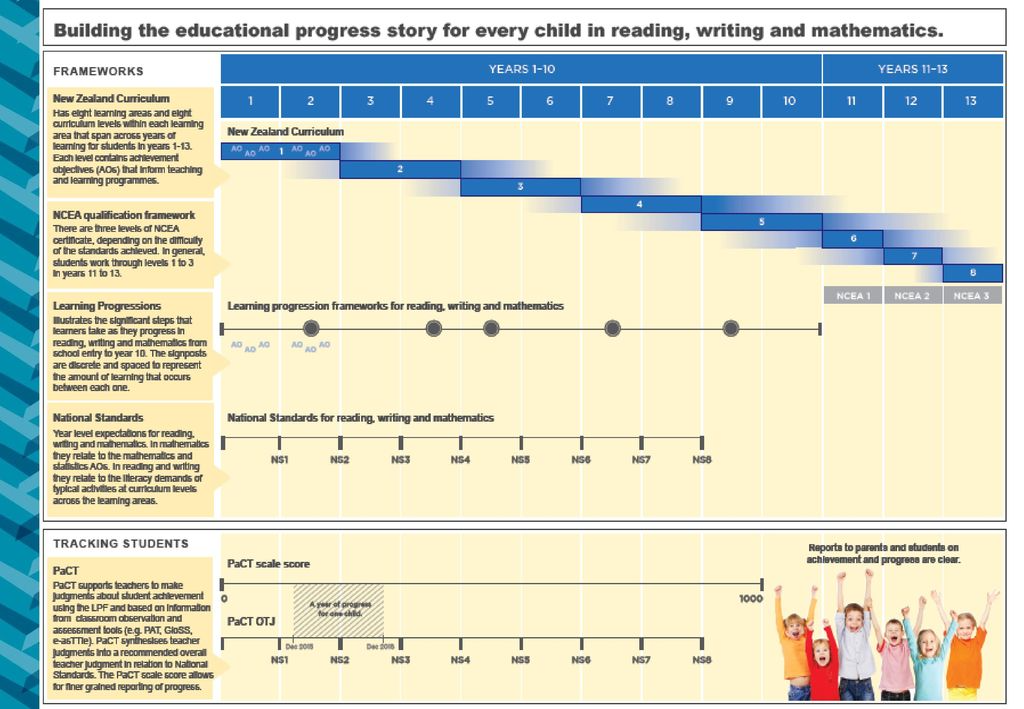 Building the educational progress story for every child in reading, writing and mathematics.
FRAMEWORKS
YEARS 1-10
YEARS 11-13
1 2 3 4 5 6 7 8 9 10 11 12 13
New Zealand Curriculum
Has eight learning areas and eight
curriculum levels within each learning
area that span across years of
learning for students in years 1-13.
Each level contains achievement
objectives (AOs) that inform teaching
and learning programmes.
New Zealand Curriculum
AO AO AO 1 AO AO AO
2
3
4
5
6
7
8
NCEA 1 NCEA 2 NCEA 3
NCEA qualification framework
There are three levels of NCEA
certificate, depending on the difficulty
of the standards achieved. In general,
students work through levels 1 to 3
in years 11 to 13.
Learning Progressions
Illustrates the significant steps that
learners take as they progress in
reading, writing and mathematics from
school entry to year 10. The signposts
are discrete and spaced to represent
the amount of learning that occurs
between each one.
Learning progression frameworks for reading, writing and mathematics
AO AO AO AO AO AO
National Standards
Year level expectations for reading,
writing and mathematics. In mathematics
they relate to the mathematics and
statistics AOs. In reading and writing
they relate to the literacy demands of
typical activities at curriculum levels
across the learning areas.
National Standards for reading, writing and mathematics
NS1 NS2 NS3 NS4 NS5 NS6 NS7 NS8
TRACKING STUDENTS
PaCT
PaCT supports teachers to make
judgments about student achievement
using the LPF and based on information
from classroom observation and
assessment tools (e.g. PAT, GloSS,
e-asTTle). PaCT synthesises teacher
judgments into a recommended overall
teacher judgment in relation to National
Standards. The PaCT scale score allows
for finer grained reporting of progress.
PaCT scale score
0 1000
A year of progress
for one child.
PaCT OTJ
Dec 2015 Dec 2016
NS1 NS2 NS3 NS4 NS5 NS6 NS7 NS8
Reports to parents and students on
achievement and progress are clear.